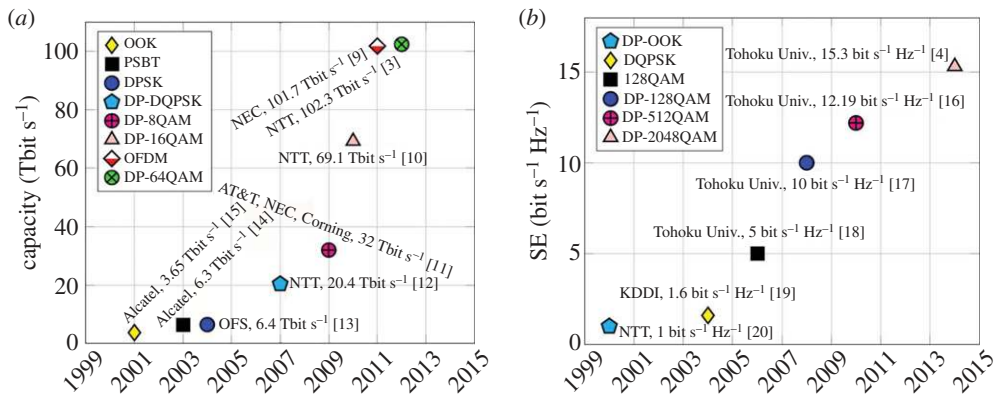 (a)
capacity (Tbit s⁻¹)
100
80
60
40
20
0
OOK
PSBT
DPSK
DP-DQPSK
DP-8QAM
DP-16QAM
OFDM
DP-64QAM
NEC, 101.7 Tbit s⁻¹ [9]
NTT, 102.3 Tbit s⁻¹ [3]
NTT, 69.1 Tbit s⁻¹ [10]
AT&T, NEC, Corning, 32 Tbit s⁻¹ [11]
Alcatel, 3.65 Tbit s⁻¹ [15]
Alcatel, 6.3 Tbit s⁻¹ [14]
NTT, 20.4 Tbit s⁻¹ [12]
OFS, 6.4 Tbit s⁻¹ [13]
1999 2001 2003 2005 2007 2009 2011 2013 2015
(b)
SE (bit s⁻¹ Hz⁻¹)
15
10
5
0
DP-OOK
DQPSK
128QAM
DP-128QAM
DP-512QAM
DP-2048QAM
Tohoku Univ., 15.3 bit s⁻¹ Hz⁻¹ [4]
Tohoku Univ., 12.19 bit s⁻¹ Hz⁻¹ [16]
Tohoku Univ., 10 bit s⁻¹ Hz⁻¹ [17]
Tohoku Univ., 5 bit s⁻¹ Hz⁻¹ [18]
KDDI, 1.6 bit s⁻¹ Hz⁻¹ [19]
NTT, 1 bit s⁻¹ Hz⁻¹ [20]
1999 2001 2003 2005 2007 2009 2011 2013 2015